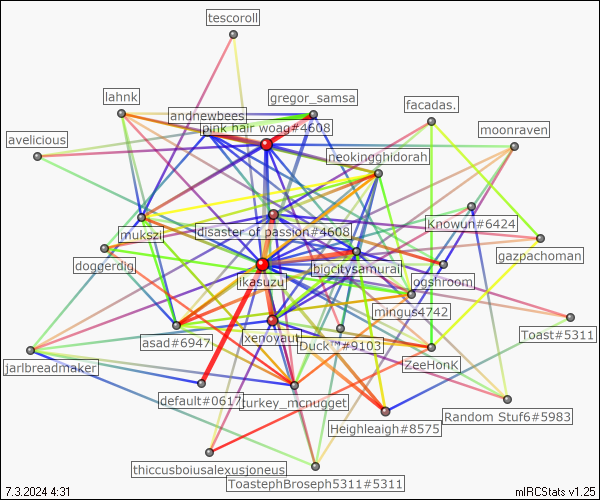 tescoroll
lahnk
gregor_samsa
andnewbees
facadas.
pink hair woag#4608
avelicious
moonraven
neokingghidorah
mukszi
disaster of passion#4608
Knowun#6424
doggerdig
gazpachoman
bigcitysamurai
ikasuzu
ogshroom
mingus4742
asad#6947
xenoyaut
Duck™#9103
Toast#5311
jarlbreadmaker
ZeeHonK
default#0617
turkey_mcnugget
Random Stuf6#5983
Heighleaigh#8575
thiccusboiusalexusjoneus
ToastephBroseph5311#5311
7.3.2024 4:31
mIRCStats v1.25